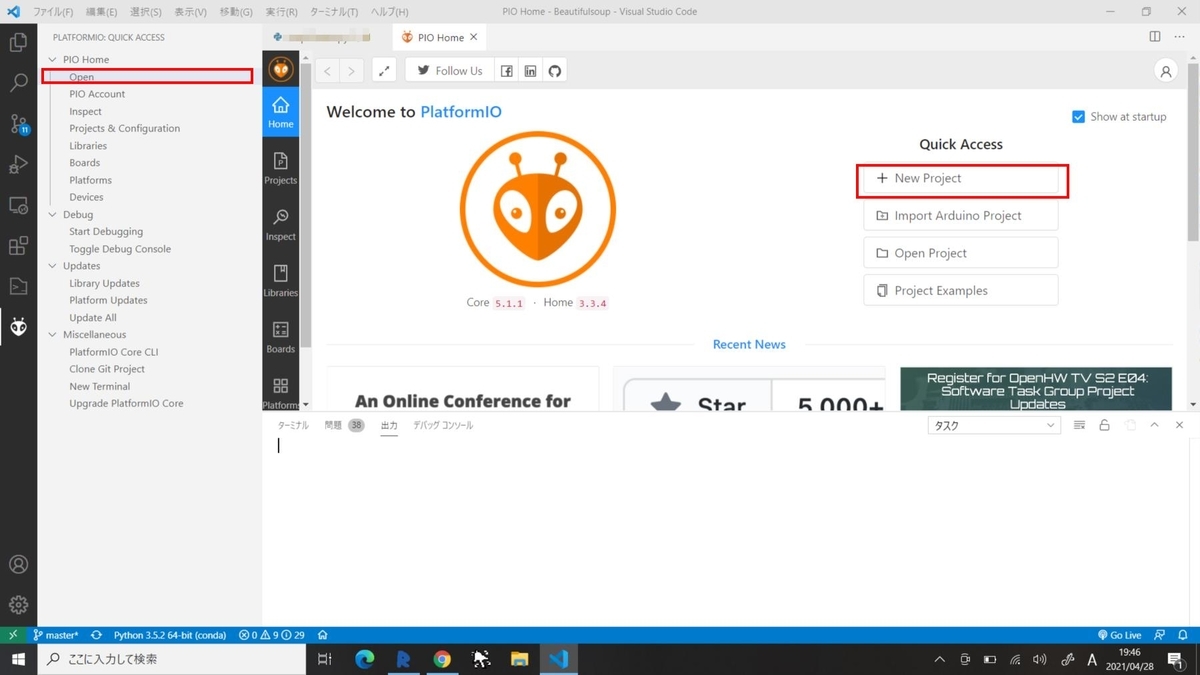 ファイル(F) 編集(E) 選択(S) 表示(V) 移動(G) 実行(R) ターミナル(T) ヘルプ(H) PIO Home - Beautifulsoup - Visual Studio Code
PLATFORMIO: QUICK ACCESS
PIO Home
Open
PIO Account
Inspect
Projects & Configuration
Libraries
Boards
Platforms
Devices
Debug
Start Debugging
Toggle Debug Console
Updates
Library Updates
Platform Updates
Update All
Miscellaneous
PlatformIO Core CLI
Clone Git Project
New Terminal
Upgrade PlatformIO Core
11
PIO Home
Follow Us
Home
Projects
Inspect
Libraries
Boards
Platforms
Welcome to PlatformIO
Show at startup
Core 5.1.1 · Home 3.3.4
Quick Access
New Project
Import Arduino Project
Open Project
Project Examples
Recent News
An Online Conference for
Star 5,000+
Register for OpenHW TV S2 E04:
Software Task Group Project
Updates
ターミナル 問題 38 出力 デバッグ コンソール タスク
master* Python 3.5.2 64-bit (conda) 0 9 29 Go Live
ここに入力して検索
A 19:46
2021/04/28
1